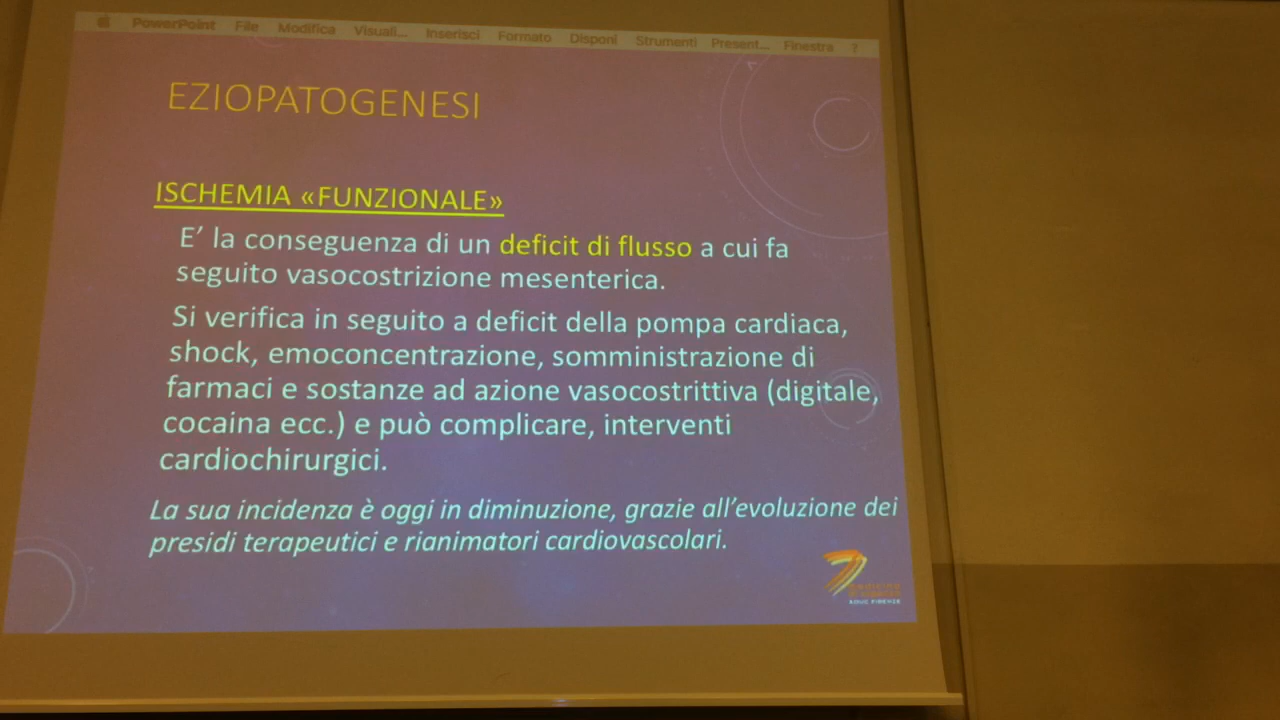 PowerPoint File Modifica Visuali... Inserisci Formato Disponi Strumenti Present... Finestra ?
EZIOPATOGENESI
ISCHEMIA «FUNZIONALE»
E’ la conseguenza di un deficit di flusso a cui fa
seguito vasocostrizione mesenterica.
Si verifica in seguito a deficit della pompa cardiaca,
shock, emoconcentrazione, somministrazione di
farmaci e sostanze ad azione vasocostrittiva (digitale,
cocaina ecc.) e può complicare, interventi
cardiochirurgici.
La sua incidenza è oggi in diminuzione, grazie all’evoluzione dei
presidi terapeutici e rianimatori cardiovascolari.
FIRENZE